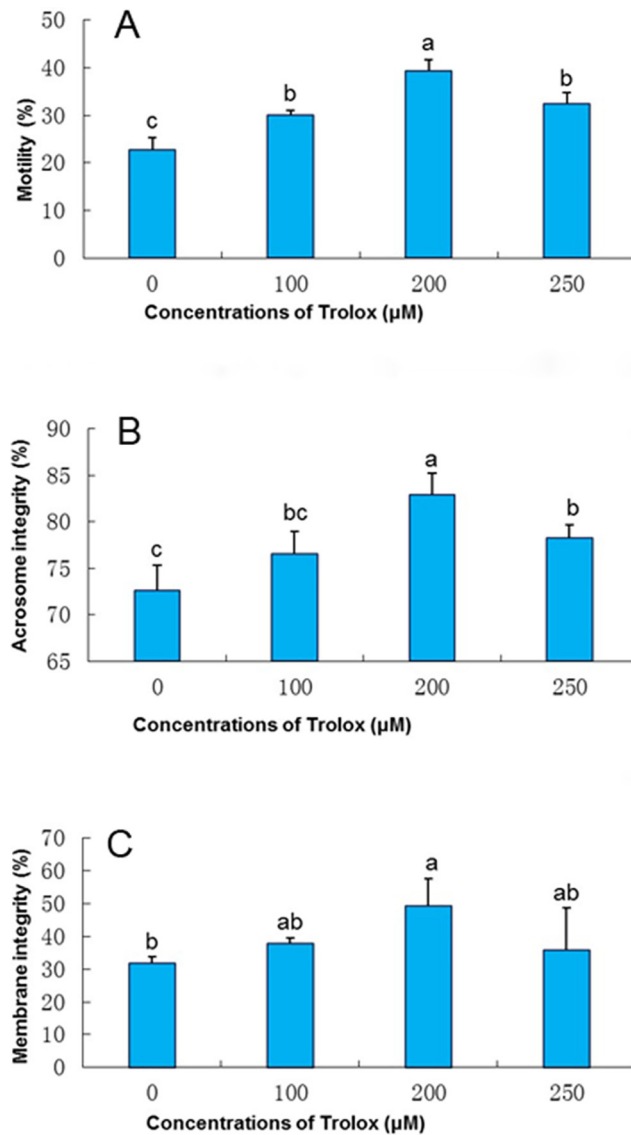 A
50
40
30
20
10
0
Motility (%)
c
b
a
b
0 100 200 250
Concentrations of Trolox (µM)
B
90
85
80
75
70
65
Acrosome integrity (%)
c
bc
a
b
0 100 200 250
Concentrations of Trolox (µM)
C
70
60
50
40
30
20
10
0
Membrane integrity (%)
b
ab
a
ab
0 100 200 250
Concentrations of Trolox (µM)